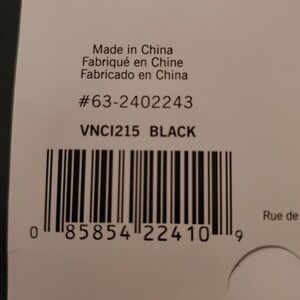 Made in China
Fabriqué en Chine
Fabricado en China
#63-2402243
VNCI215 BLACK
Rue de
0 85854 22410 9